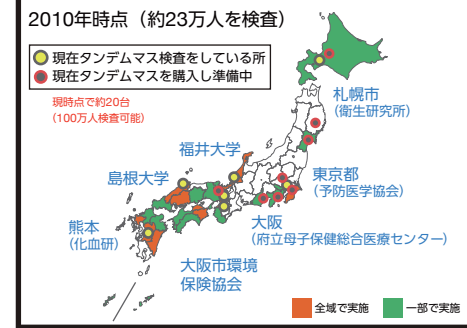 2010年時点（約23万人を検査）
現在タンデムマス検査をしている所
現在タンデムマスを購入し準備中
現時点で約20台
（100万人検査可能）
札幌市
（衛生研究所）
福井大学
島根大学
東京都
（予防医学協会）
熊本
（化血研）
大阪
（府立母子保健総合医療センター）
大阪市環境
保険協会
全域で実施
一部で実施